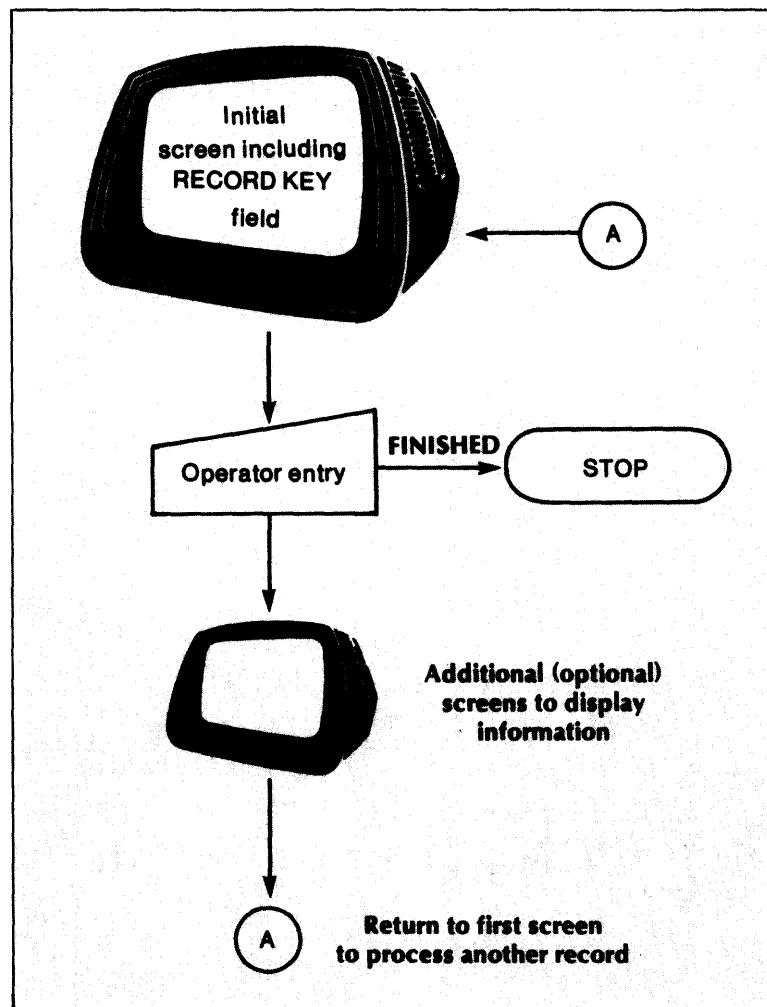 Initial
screen including
RECORD KEY
field
A
Operator entry
FINISHED
STOP
Additional (optional)
screens to display
information
A
Return to first screen
to process another record